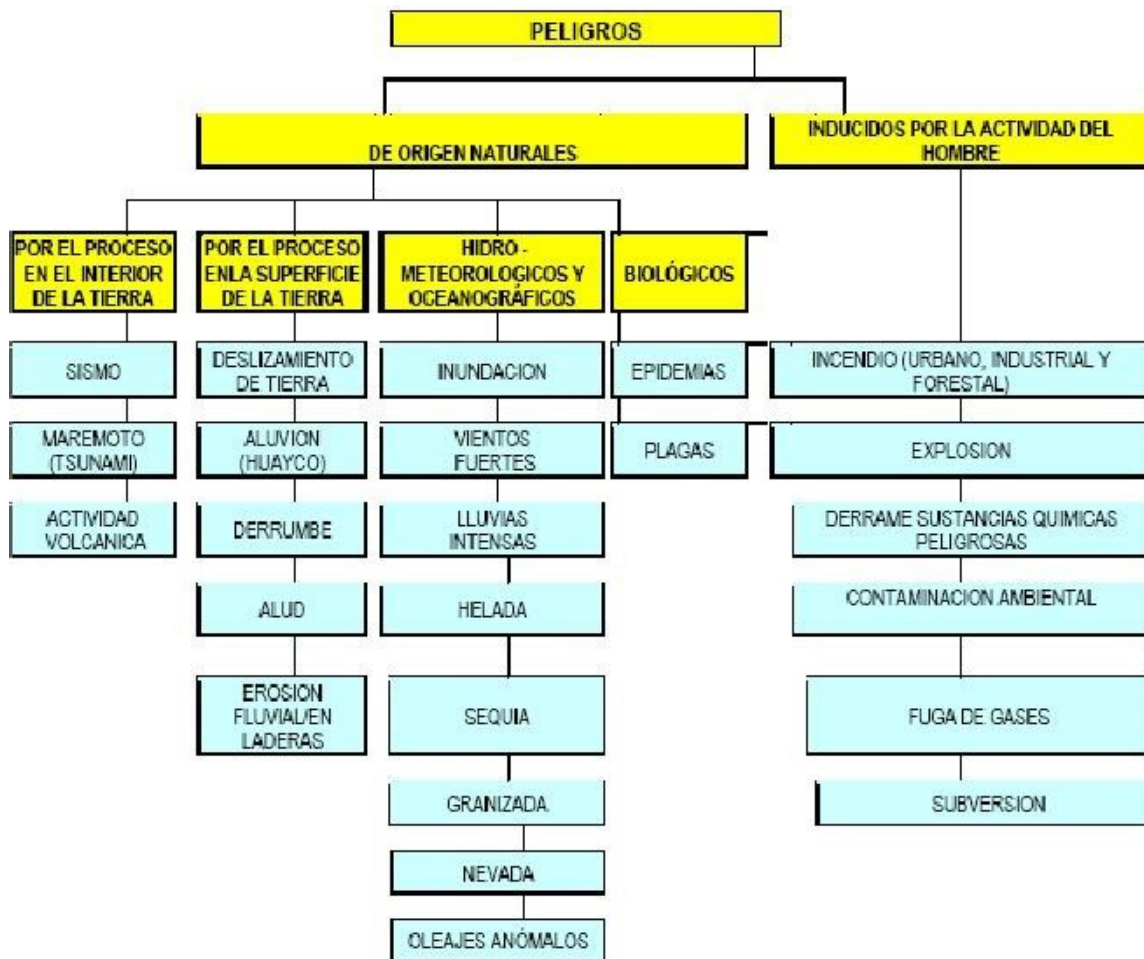 PELIGROS
DE ORIGEN NATURALES
INDUCIDOS POR LA ACTIVIDAD DEL
HOMBRE
POR EL PROCESO
EN EL INTERIOR
DE LA TIERRA
POR EL PROCESO
ENLA SUPERFICIE
DE LA TIERRA
HIDRO -
METEOROLOGICOS Y
OCEANOGRÁFICOS
BIOLÓGICOS
SISMO
DESLIZAMIENTO
DE TIERRA
INUNDACION
EPIDEMIAS
INCENDIO (URBANO, INDUSTRIAL Y
FORESTAL)
MAREMOTO
(TSUNAMI)
ALUVION
(HUAYCO)
VIENTOS
FUERTES
PLAGAS
EXPLOSION
ACTIVIDAD
VOLCANICA
DERRUMBE
LLUVIAS
INTENSAS
DERRAME SUSTANCIAS QUIMICAS
PELIGROSAS
ALUD
HELADA
CONTAMINACION AMBIENTAL
EROSION
FLUVIAL/EN
LADERAS
SEQUIA
FUGA DE GASES
GRANIZADA
SUBVERSION
NEVADA
OLEAJES ANÓMALOS